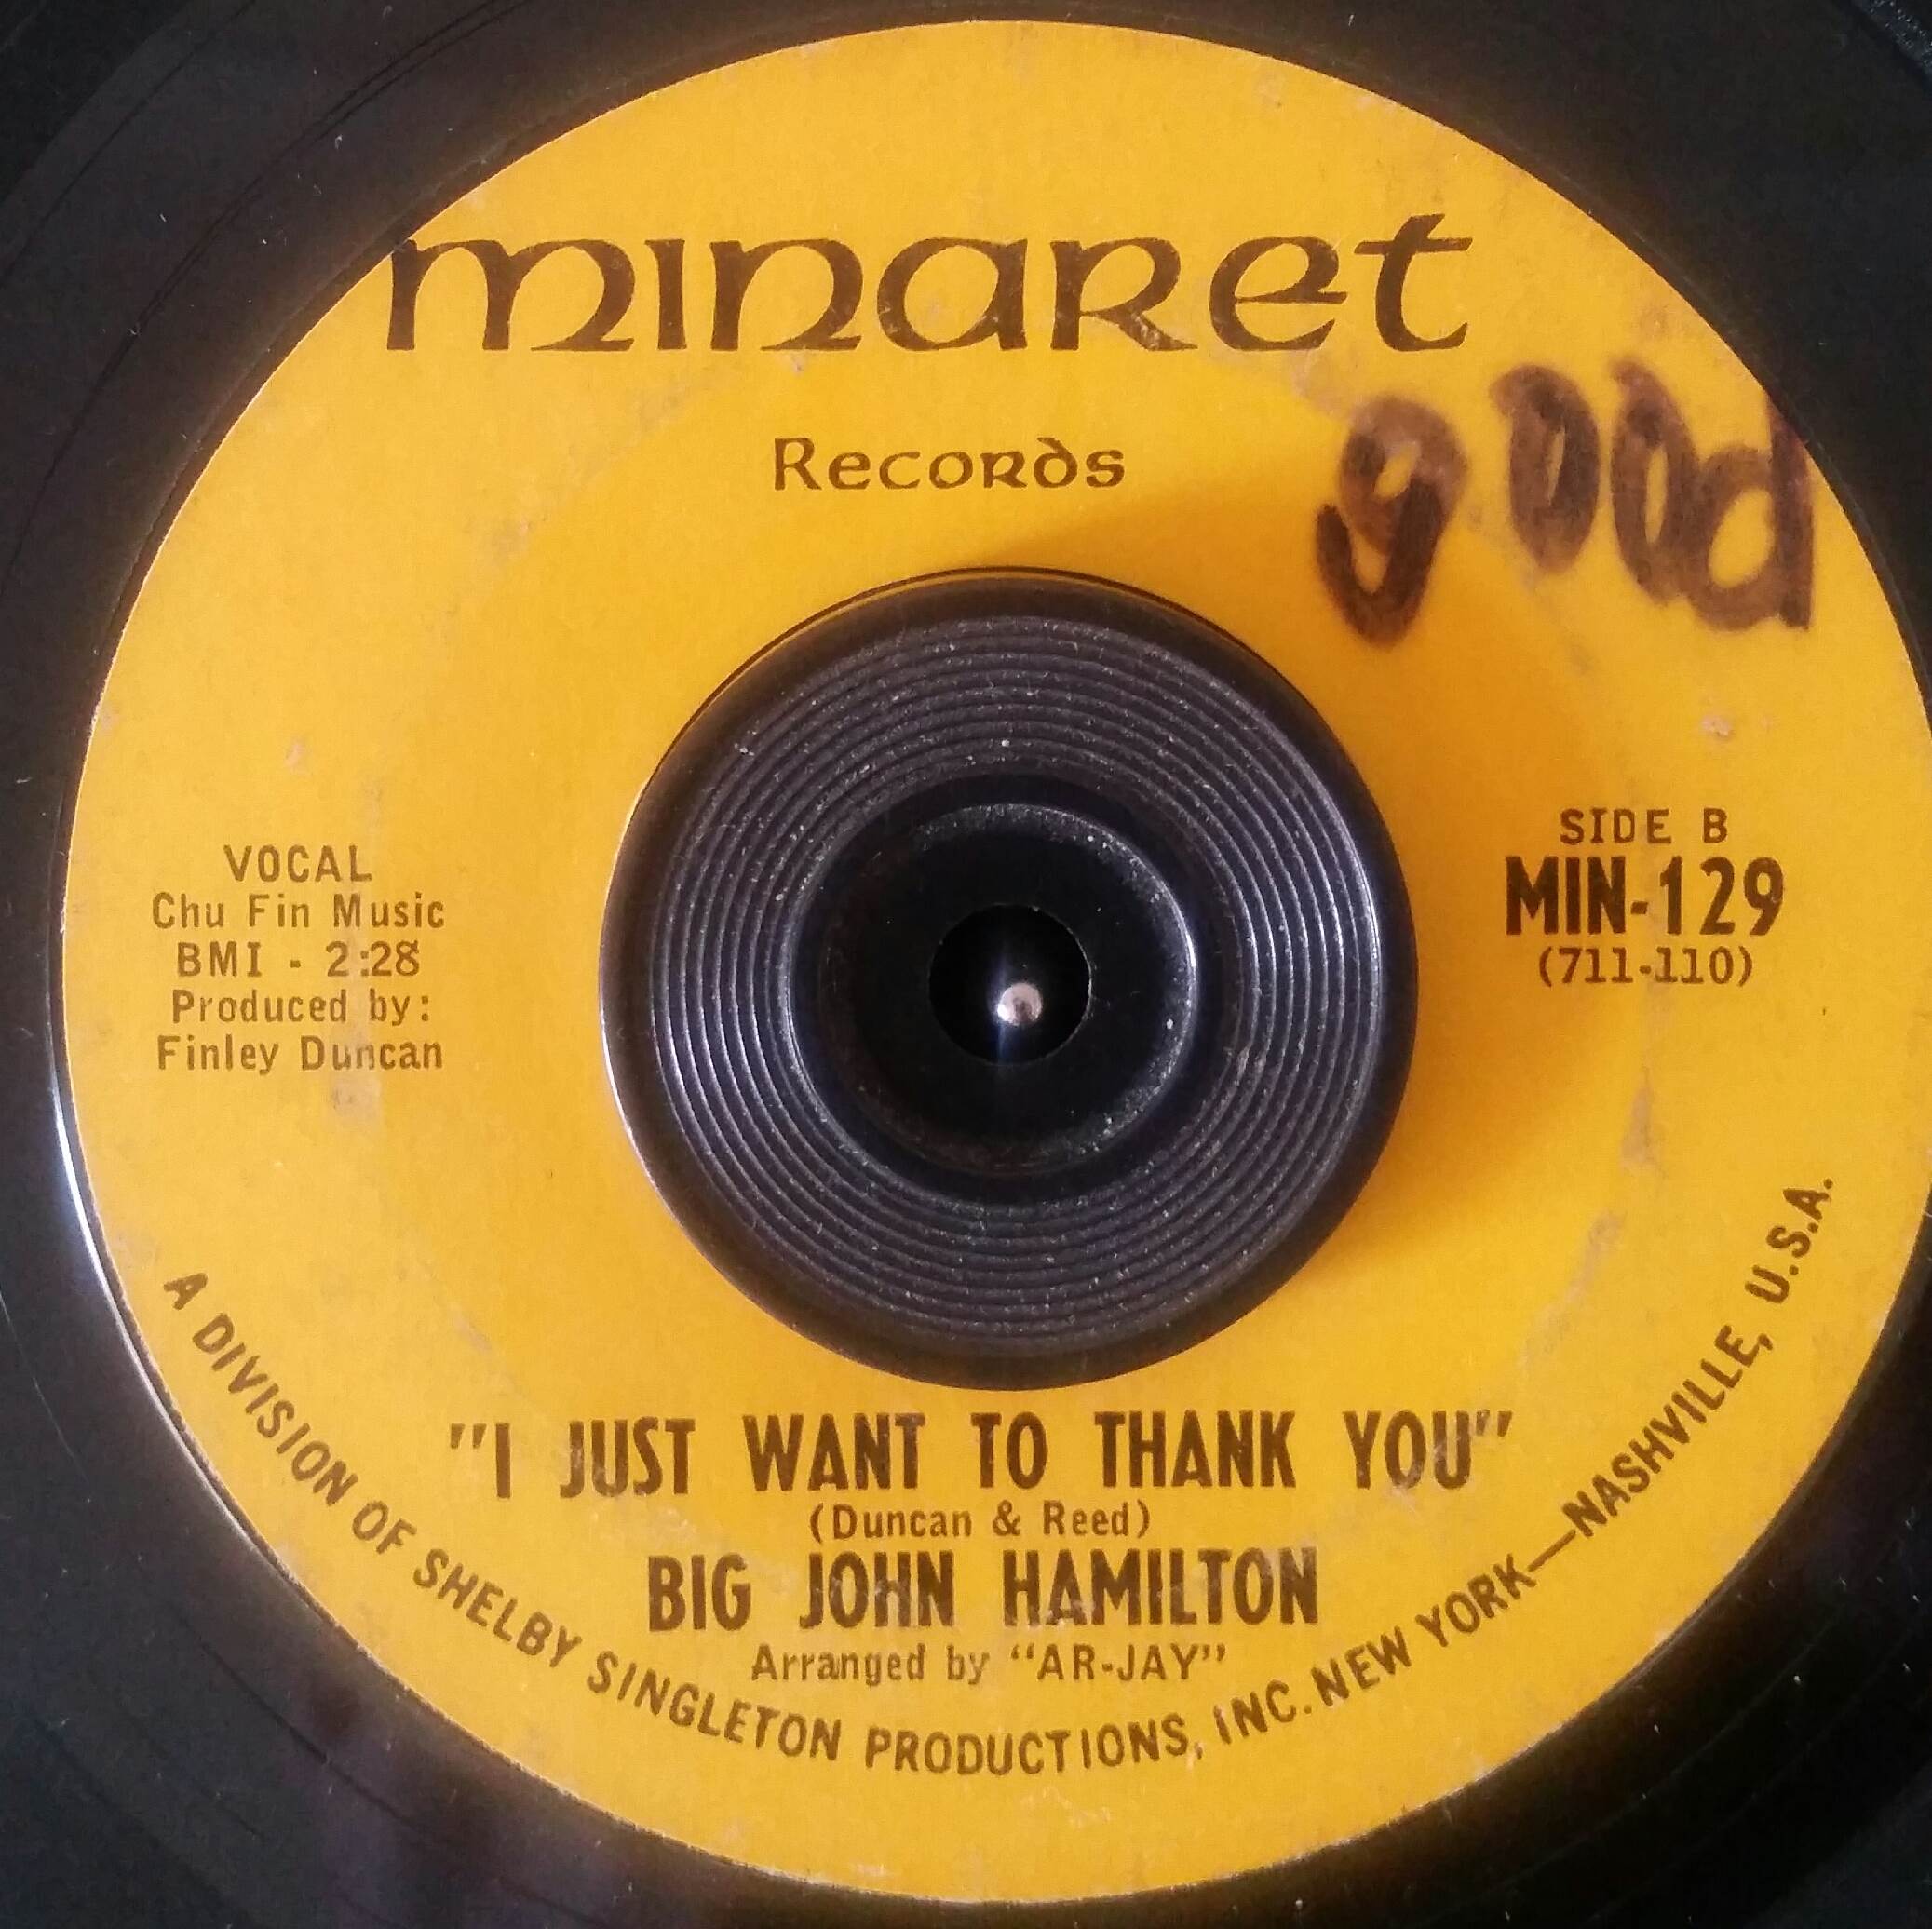 minaret
Records
good
VOCAL
Chu Fin Music
BMI - 2:28
Produced by:
Finley Duncan
SIDE B
MIN-129
(711-110)
"I JUST WANT TO THANK YOU"
(Duncan & Reed)
BIG JOHN HAMILTON
Arranged by "AR-JAY"
A DIVISION OF SHELBY SINGLETON PRODUCTIONS, INC. NEW YORK—NASHVILLE, U.S.A.